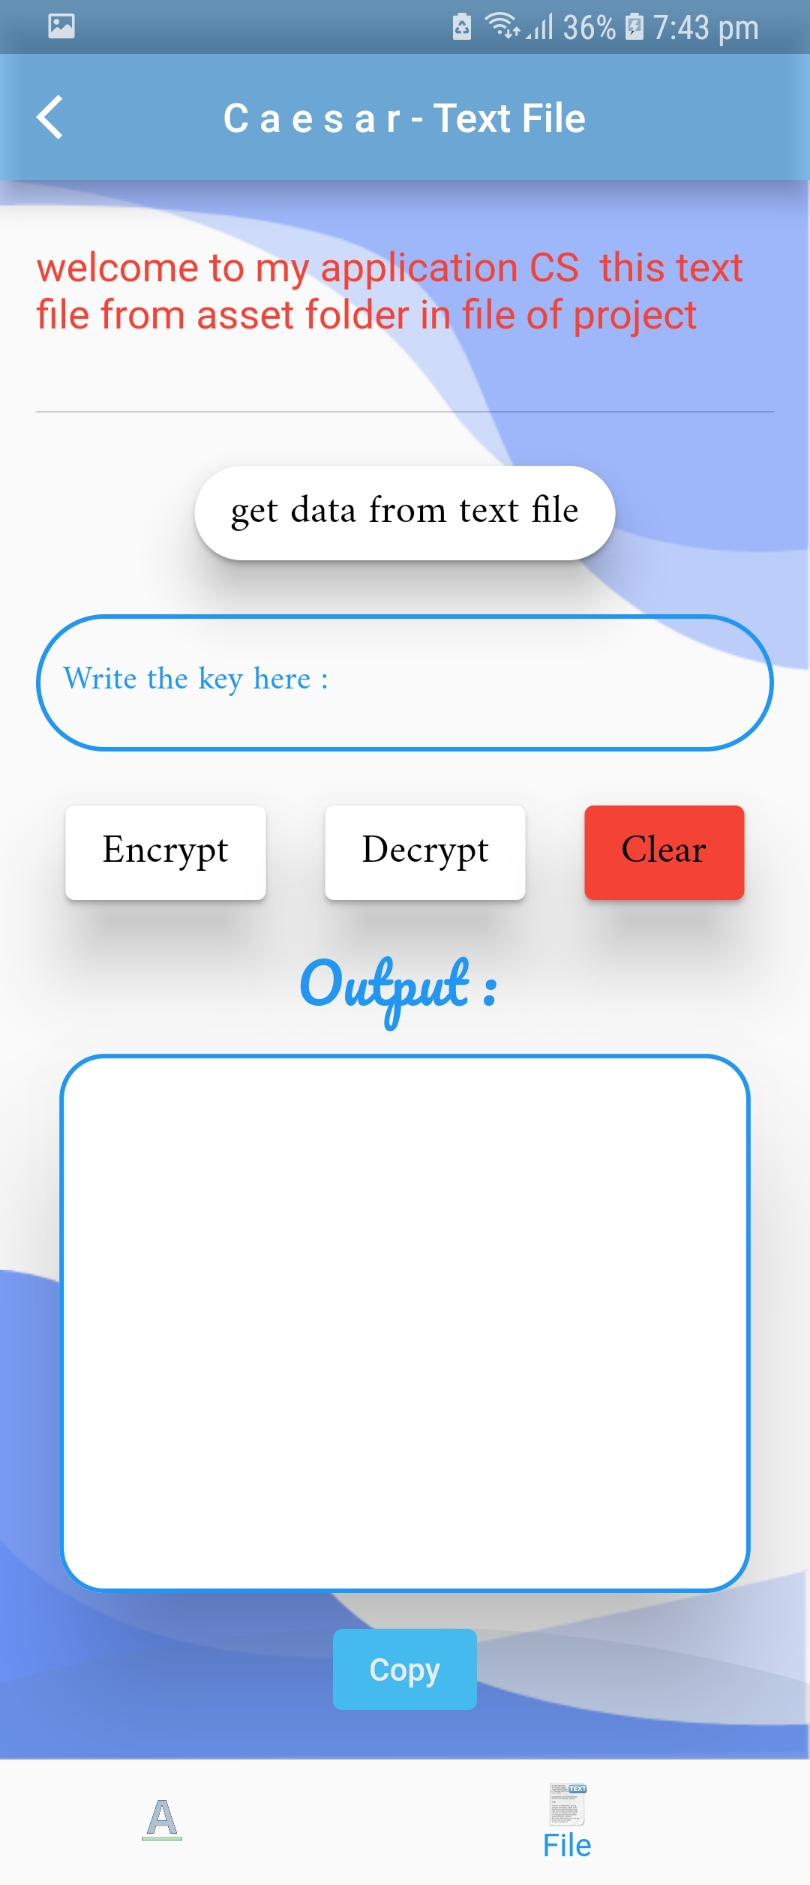 36% 7:43 pm
C a e s a r - Text File
welcome to my application CS  this text
file from asset folder in file of project
get data from text file
Write the key here :
Encrypt Decrypt Clear
Output :
Copy
A
TEXT
File